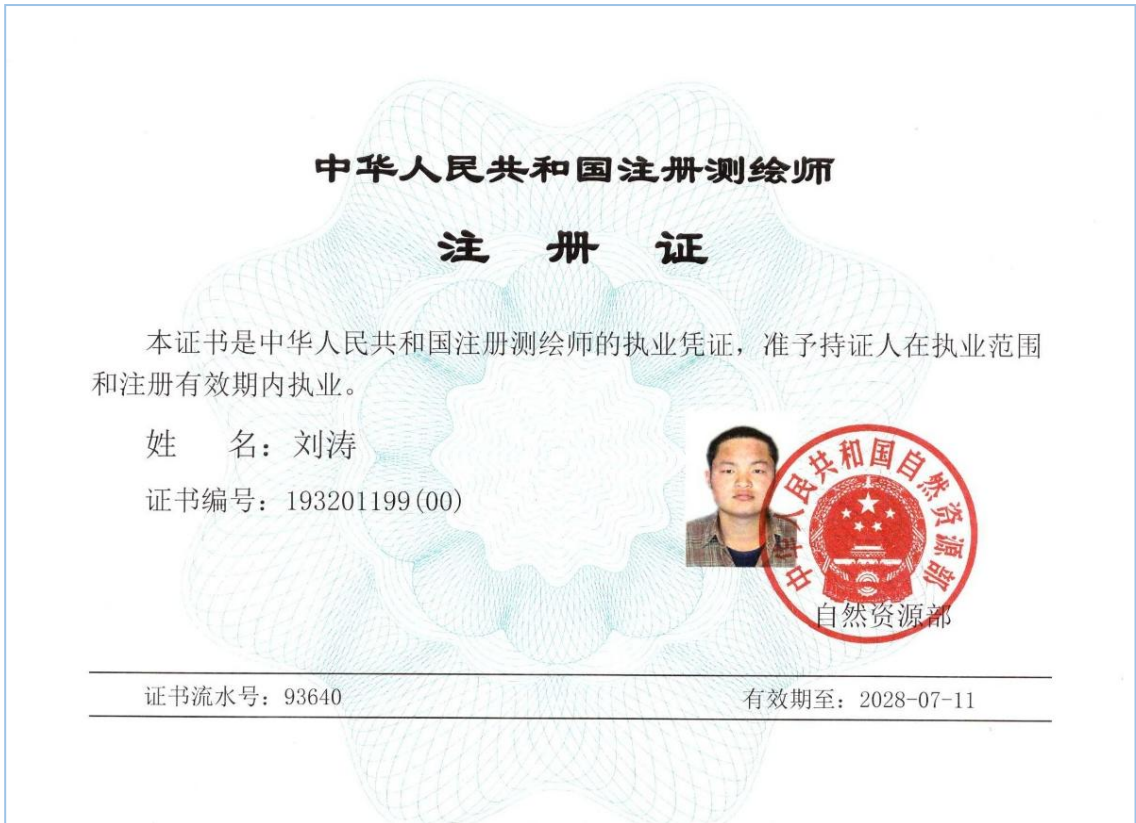 中华人民共和国注册测绘师
注 册 证
本证书是中华人民共和国注册测绘师的执业凭证，准予持证人在执业范围
和注册有效期内执业。
姓 名：刘涛
证书编号：193201199(00)
中华人民共和国自然资源部
自然资源部
证书流水号：93640
有效期至：2028-07-11